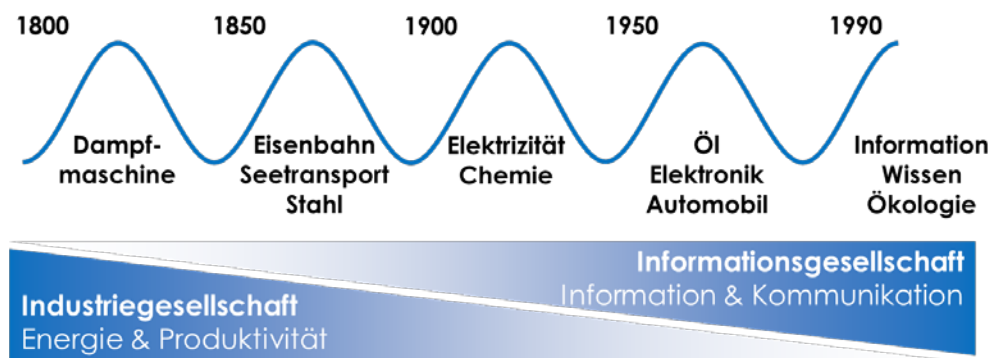 1800 1850 1900 1950 1990
Dampf-
maschine
Eisenbahn
Seetransport
Stahl
Elektrizität
Chemie
Öl
Elektronik
Automobil
Information
Wissen
Ökologie
Informationsgesellschaft
Information & Kommunikation
Industriegesellschaft
Energie & Produktivität